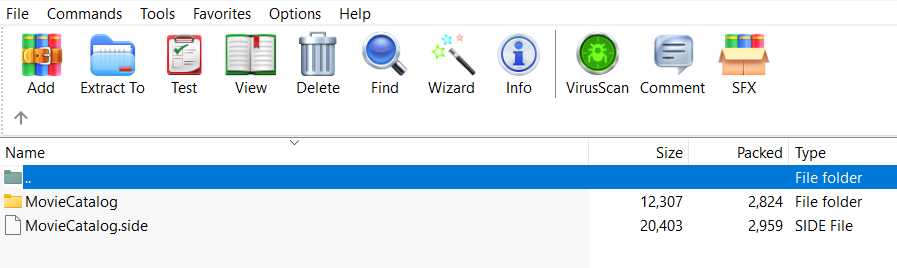 File Commands Tools Favorites Options Help
Add Extract To Test View Delete Find Wizard Info VirusScan Comment SFX
Name Size Packed Type
.. File folder
MovieCatalog 12,307 2,824 File folder
MovieCatalog.side 20,403 2,959 SIDE File